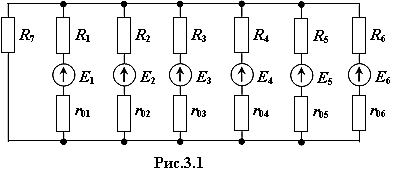 R7 R1 R2 R3 R4 R5 R6
E1 E2 E3 E4 E5 E6
r01 r02 r03 r04 r05 r06
Рис.3.1